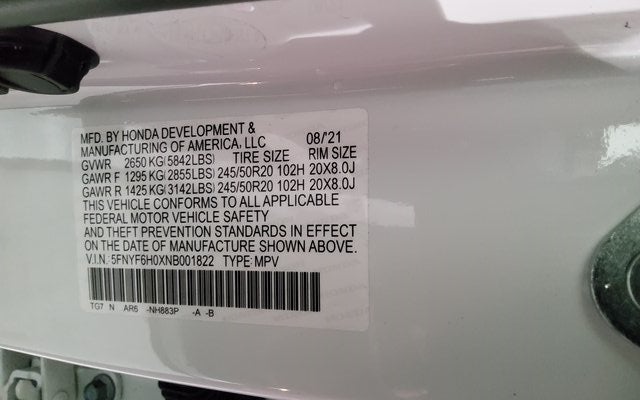 MFD. BY HONDA DEVELOPMENT & 08/'21
MANUFACTURING OF AMERICA, LLC
GVWR 2650 KG(5842LBS) TIRE SIZE RIM SIZE
GAWR F 1295 KG(2855LBS) 245/50R20 102H 20X8.0J
GAWR R 1425 KG(3142LBS) 245/50R20 102H 20X8.0J
THIS VEHICLE CONFORMS TO ALL APPLICABLE
FEDERAL MOTOR VEHICLE SAFETY
AND THEFT PREVENTION STANDARDS IN EFFECT
ON THE DATE OF MANUFACTURE SHOWN ABOVE.
V.I.N.:5FNYF6H0XNB001822 TYPE:MPV
TG7 N AR6 -NH883P -A -B